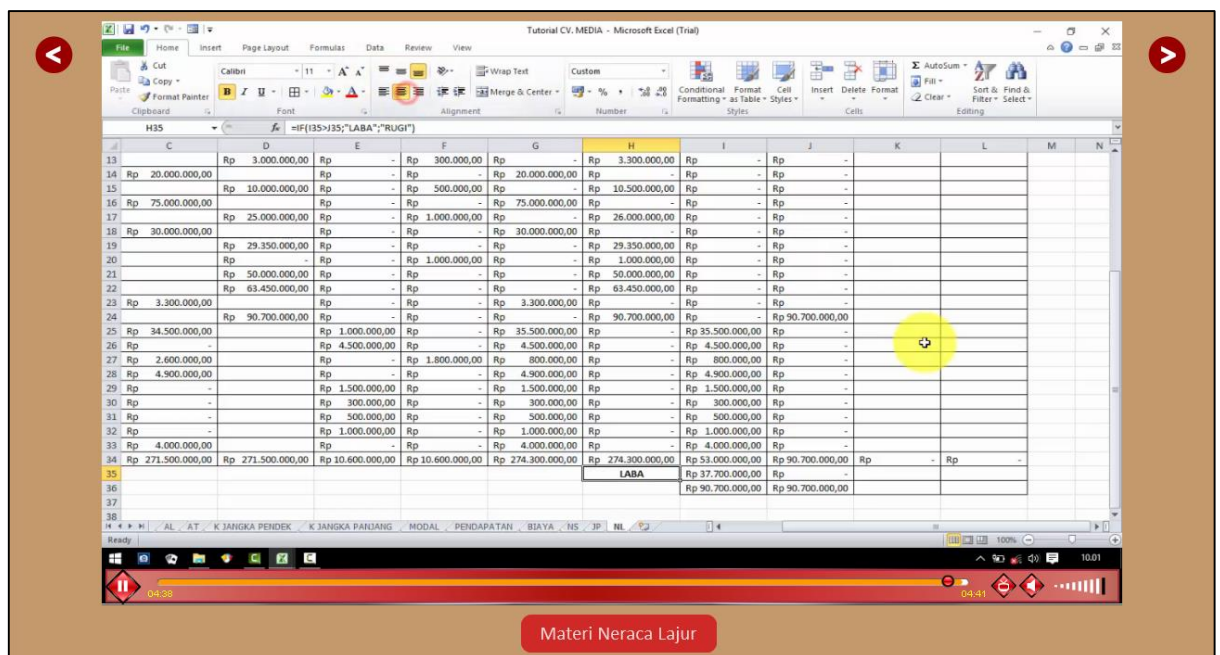 Tutorial CV. MEDIA - Microsoft Excel (Trial)
File Home Insert Page Layout Formulas Data Review View
Cut
Copy
Format Painter
Paste
Clipboard
Calibri 11
B I U
Font
Wrap Text
Merge & Center
Alignment
Custom
% ,
Number
Conditional Formatting
Format as Table
Cell Styles
Styles
Insert Delete Format
Cells
AutoSum
Fill
Clear
Sort & Filter
Find & Select
Editing
H35 fx =IF(I35>J35;"LABA";"RUGI")
C D E F G H I J K L M N
13 Rp 3.000.000,00 Rp - Rp 300.000,00 Rp - Rp 3.300.000,00 Rp - Rp -
14 Rp 20.000.000,00 Rp - Rp - Rp 20.000.000,00 Rp - Rp - Rp -
15 Rp 10.000.000,00 Rp - Rp 500.000,00 Rp - Rp 10.500.000,00 Rp - Rp -
16 Rp 75.000.000,00 Rp - Rp - Rp 75.000.000,00 Rp - Rp - Rp -
17 Rp 25.000.000,00 Rp - Rp 1.000.000,00 Rp - Rp 26.000.000,00 Rp - Rp -
18 Rp 30.000.000,00 Rp - Rp - Rp 30.000.000,00 Rp - Rp - Rp -
19 Rp 29.350.000,00 Rp - Rp - Rp - Rp 29.350.000,00 Rp - Rp -
20 Rp - Rp - Rp 1.000.000,00 Rp - Rp 1.000.000,00 Rp - Rp -
21 Rp 50.000.000,00 Rp - Rp - Rp - Rp 50.000.000,00 Rp - Rp -
22 Rp 63.450.000,00 Rp - Rp - Rp - Rp 63.450.000,00 Rp - Rp -
23 Rp 3.300.000,00 Rp - Rp - Rp 3.300.000,00 Rp - Rp - Rp -
24 Rp 90.700.000,00 Rp - Rp - Rp - Rp 90.700.000,00 Rp - Rp 90.700.000,00
25 Rp 34.500.000,00 Rp 1.000.000,00 Rp - Rp 35.500.000,00 Rp - Rp 35.500.000,00 Rp -
26 Rp - Rp 4.500.000,00 Rp - Rp 4.500.000,00 Rp - Rp 4.500.000,00 Rp -
27 Rp 2.600.000,00 Rp - Rp 1.800.000,00 Rp 800.000,00 Rp - Rp 800.000,00 Rp -
28 Rp 4.900.000,00 Rp - Rp - Rp 4.900.000,00 Rp - Rp 4.900.000,00 Rp -
29 Rp - Rp 1.500.000,00 Rp - Rp 1.500.000,00 Rp - Rp 1.500.000,00 Rp -
30 Rp - Rp 300.000,00 Rp - Rp 300.000,00 Rp - Rp 300.000,00 Rp -
31 Rp - Rp 500.000,00 Rp - Rp 500.000,00 Rp - Rp 500.000,00 Rp -
32 Rp - Rp 1.000.000,00 Rp - Rp 1.000.000,00 Rp - Rp 1.000.000,00 Rp -
33 Rp 4.000.000,00 Rp - Rp - Rp 4.000.000,00 Rp - Rp 4.000.000,00 Rp -
34 Rp 271.500.000,00 Rp 271.500.000,00 Rp 10.600.000,00 Rp 10.600.000,00 Rp 274.300.000,00 Rp 274.300.000,00 Rp 53.000.000,00 Rp 90.700.000,00 Rp - Rp -
35 LABA Rp 37.700.000,00 Rp -
36 Rp 90.700.000,00 Rp 90.700.000,00
37
38
AL AT K JANGKA PENDEK K JANGKA PANJANG MODAL PENDAPATAN BIAYA NS JP NL
Ready 100%
10.01
04:38 04:41
Materi Neraca Lajur